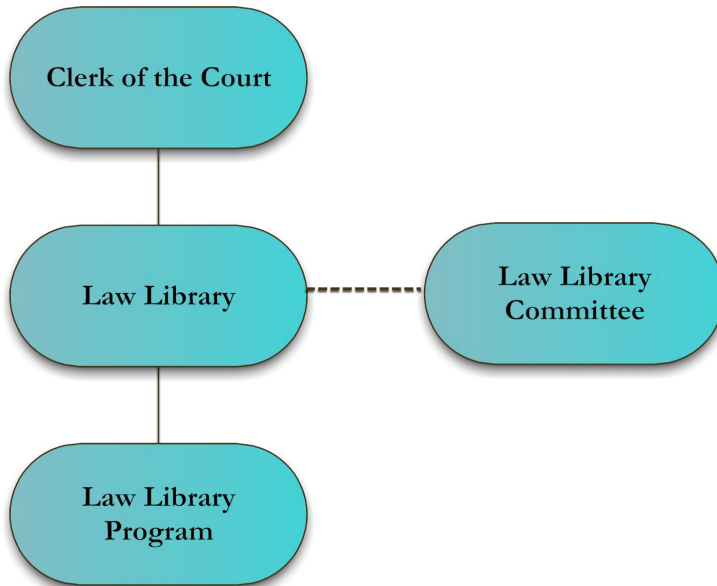 Clerk of the Court
Law Library
Law Library
Committee
Law Library
Program